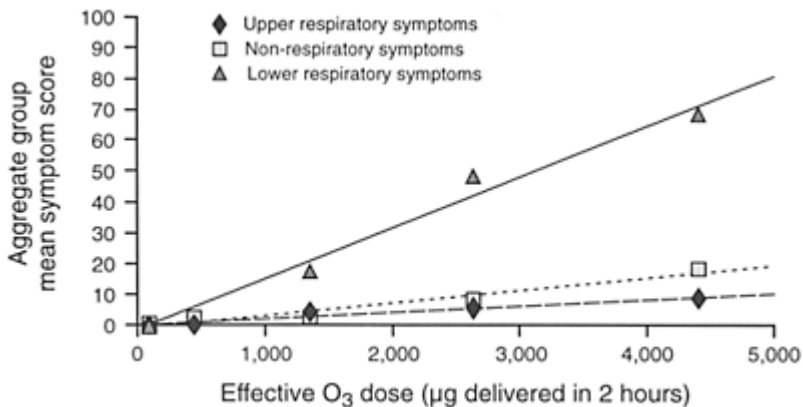 100
90
80
70
60
50
40
30
20
10
0
Aggregate group
mean symptom score
Upper respiratory symptoms
Non-respiratory symptoms
Lower respiratory symptoms
0
1,000
2,000
3,000
4,000
5,000
Effective O₃ dose (µg delivered in 2 hours)